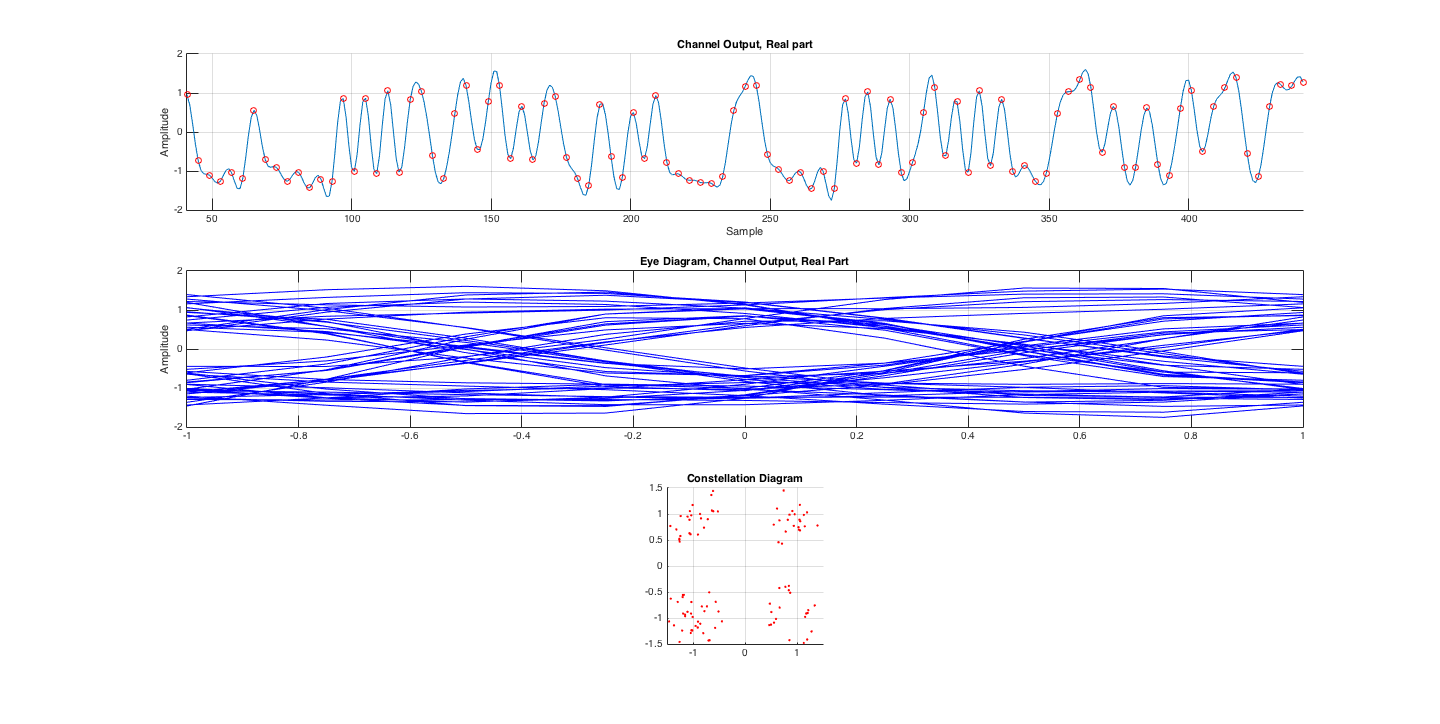 Channel Output, Real part
2
1
0
-1
-2
Amplitude
50 100 150 200 250 300 350 400
Sample
Eye Diagram, Channel Output, Real Part
2
1
0
-1
-2
Amplitude
-1 -0.8 -0.6 -0.4 -0.2 0 0.2 0.4 0.6 0.8 1
Constellation Diagram
1.5
1
0.5
0
-0.5
-1
-1.5
-1 0 1